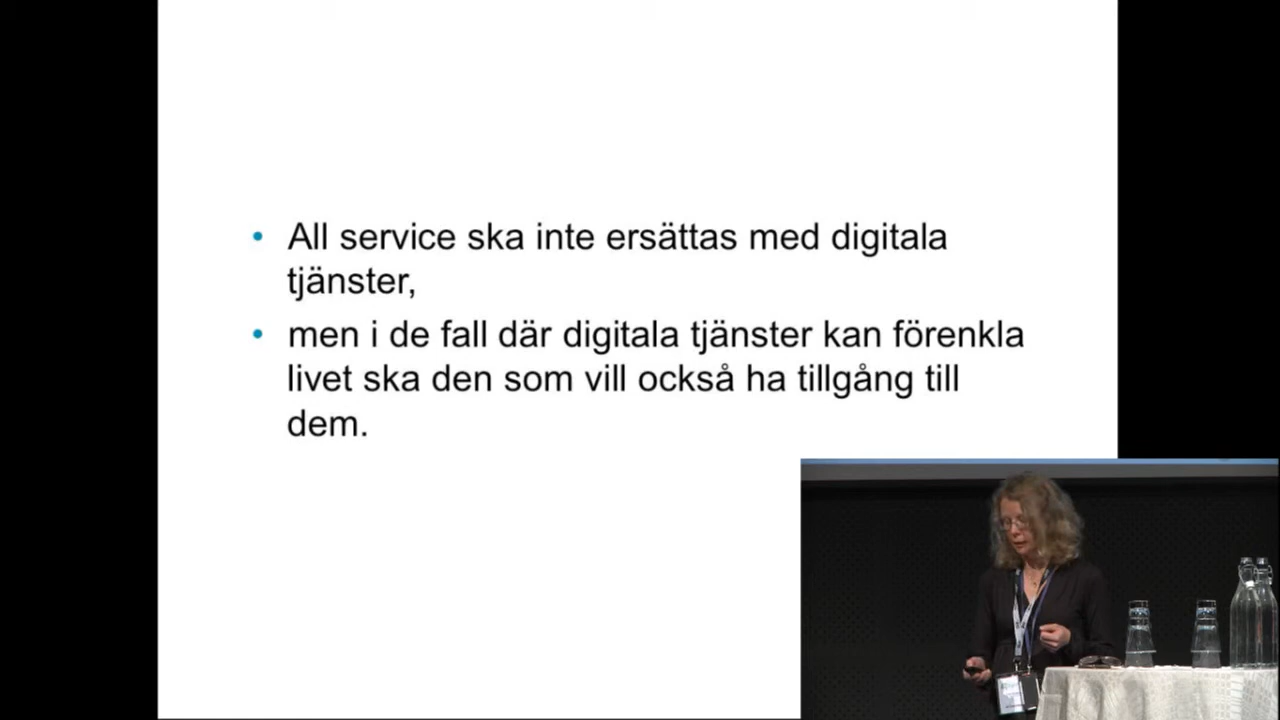 • All service ska inte ersättas med digitala
tjänster,
• men i de fall där digitala tjänster kan förenkla
livet ska den som vill också ha tillgång till
dem.